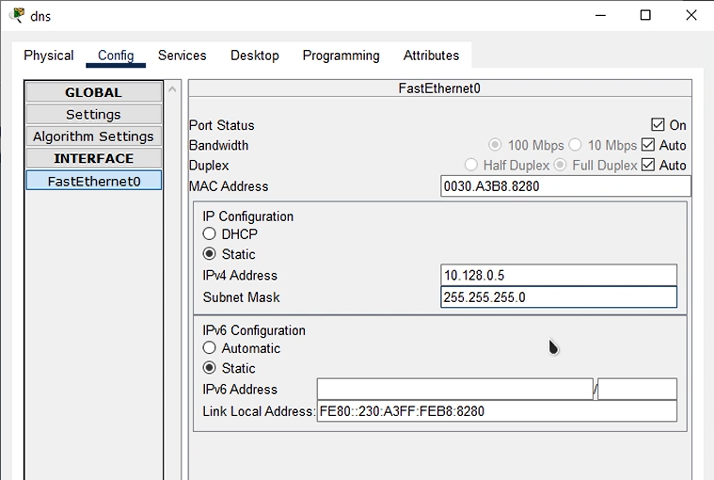 dns
Physical Config Services Desktop Programming Attributes
GLOBAL
Settings
Algorithm Settings
INTERFACE
FastEthernet0
FastEthernet0
Port Status On
Bandwidth 100 Mbps 10 Mbps Auto
Duplex Half Duplex Full Duplex Auto
MAC Address 0030.A3B8.8280
IP Configuration
DHCP
Static
IPv4 Address 10.128.0.5
Subnet Mask 255.255.255.0
IPv6 Configuration
Automatic
Static
IPv6 Address /
Link Local Address: FE80::230:A3FF:FEB8:8280